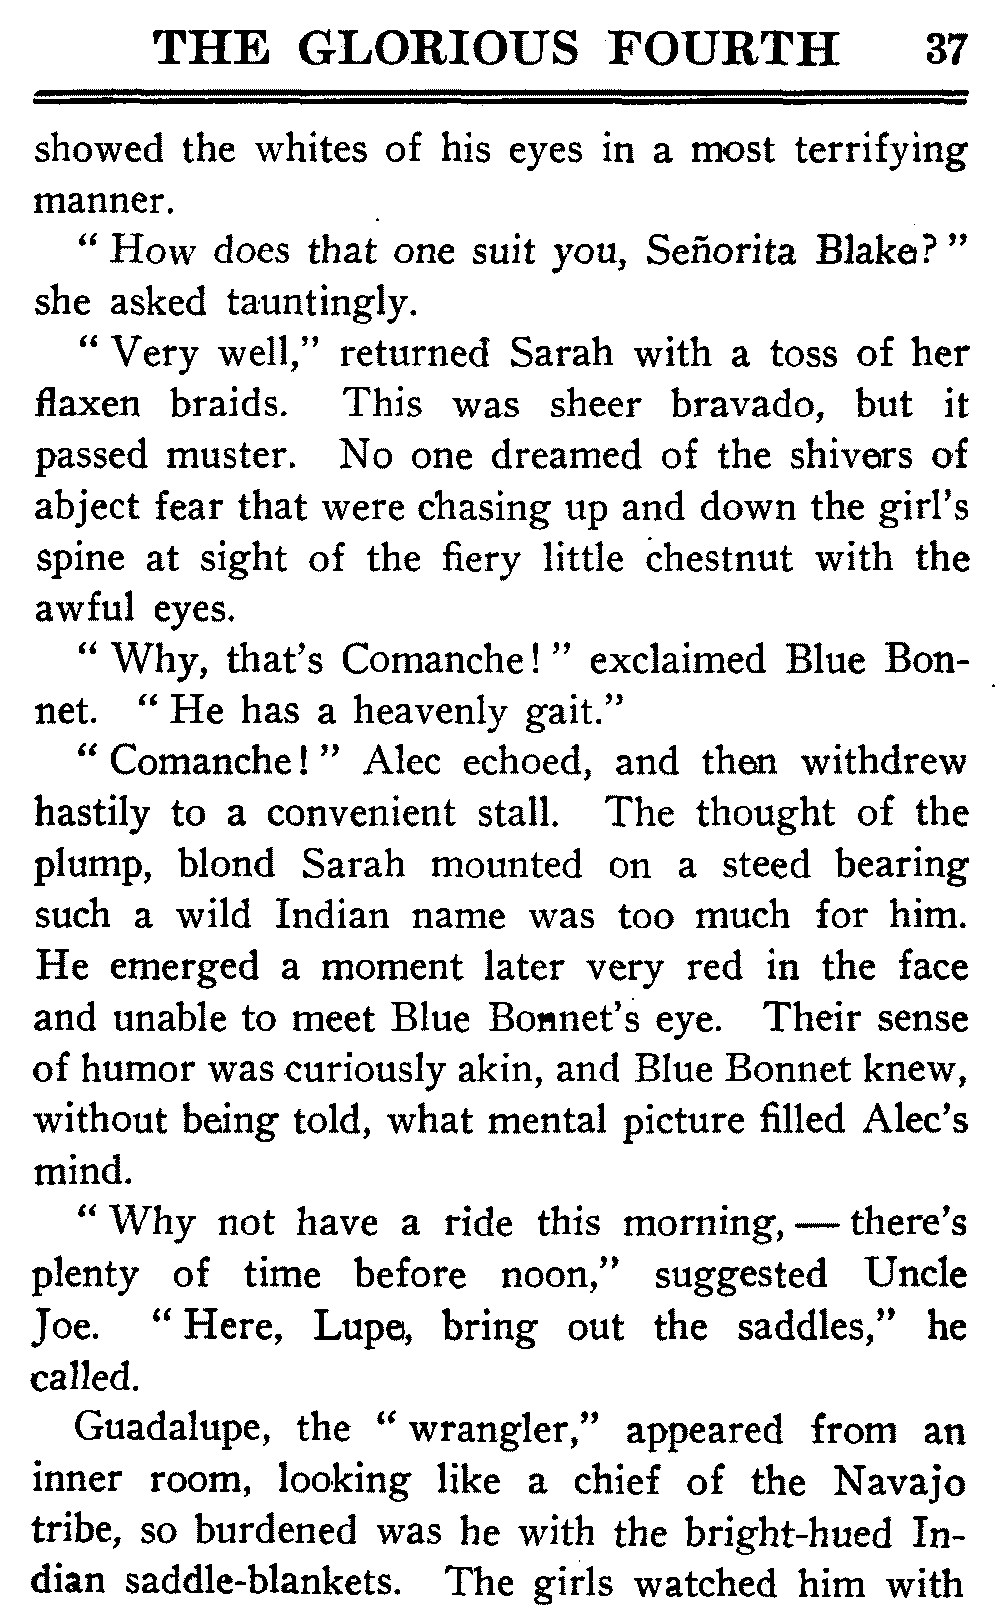 THE GLORIOUS FOURTH 37
showed the whites of his eyes in a most terrifying
manner.
" How does that one suit you, Señorita Blake? "
she asked tauntingly.
" Very well," returned Sarah with a toss of her
flaxen braids. This was sheer bravado, but it
passed muster. No one dreamed of the shivers of
abject fear that were chasing up and down the girl's
spine at sight of the fiery little chestnut with the
awful eyes.
" Why, that's Comanche! " exclaimed Blue Bon-
net. " He has a heavenly gait."
" Comanche! " Alec echoed, and then withdrew
hastily to a convenient stall. The thought of the
plump, blond Sarah mounted on a steed bearing
such a wild Indian name was too much for him.
He emerged a moment later very red in the face
and unable to meet Blue Bonnet's eye. Their sense
of humor was curiously akin, and Blue Bonnet knew,
without being told, what mental picture filled Alec's
mind.
" Why not have a ride this morning, — there's
plenty of time before noon," suggested Uncle
Joe. " Here, Lupe, bring out the saddles," he
called.
Guadalupe, the " wrangler," appeared from an
inner room, looking like a chief of the Navajo
tribe, so burdened was he with the bright-hued In-
dian saddle-blankets. The girls watched him with